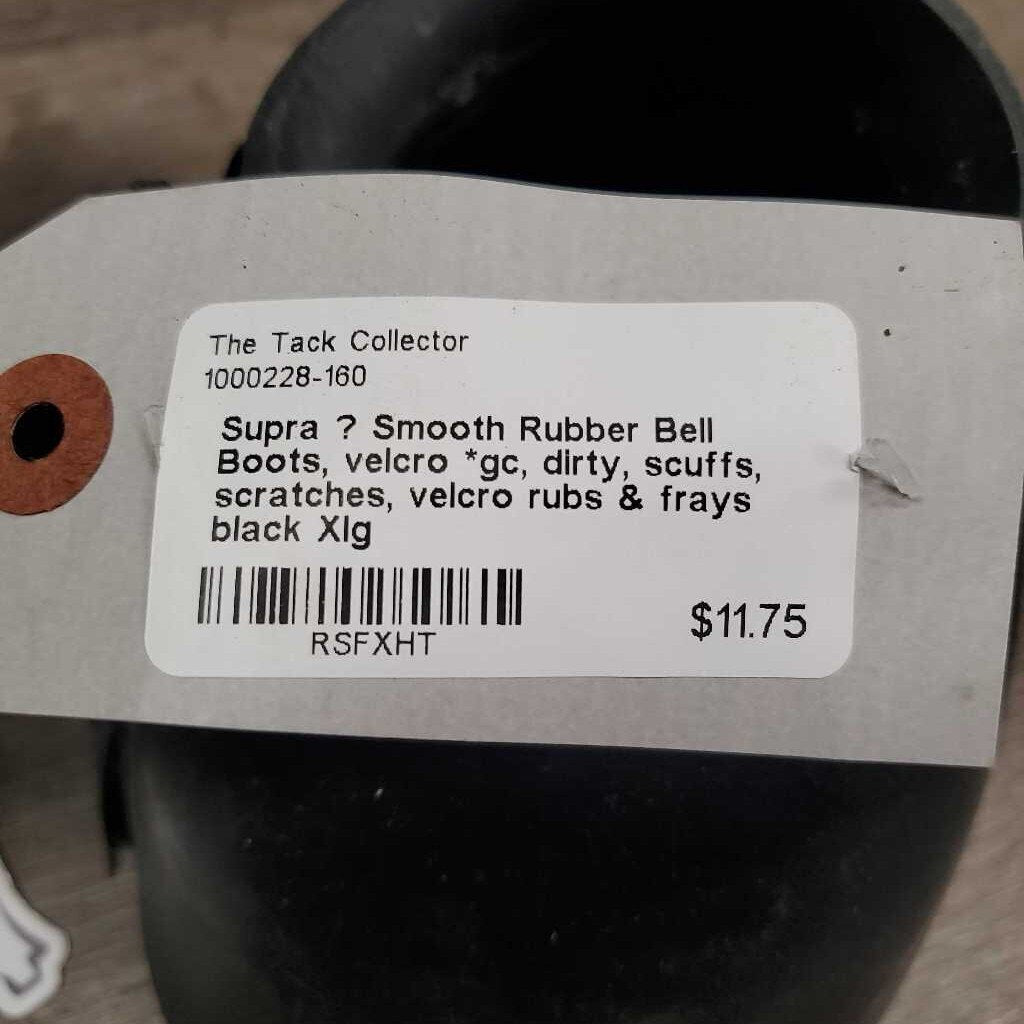 The Tack Collector
1000228-160
Supra ? Smooth Rubber Bell
Boots, velcro *gc, dirty, scuffs,
scratches, velcro rubs & frays
black Xlg
RSFXHT
$11.75